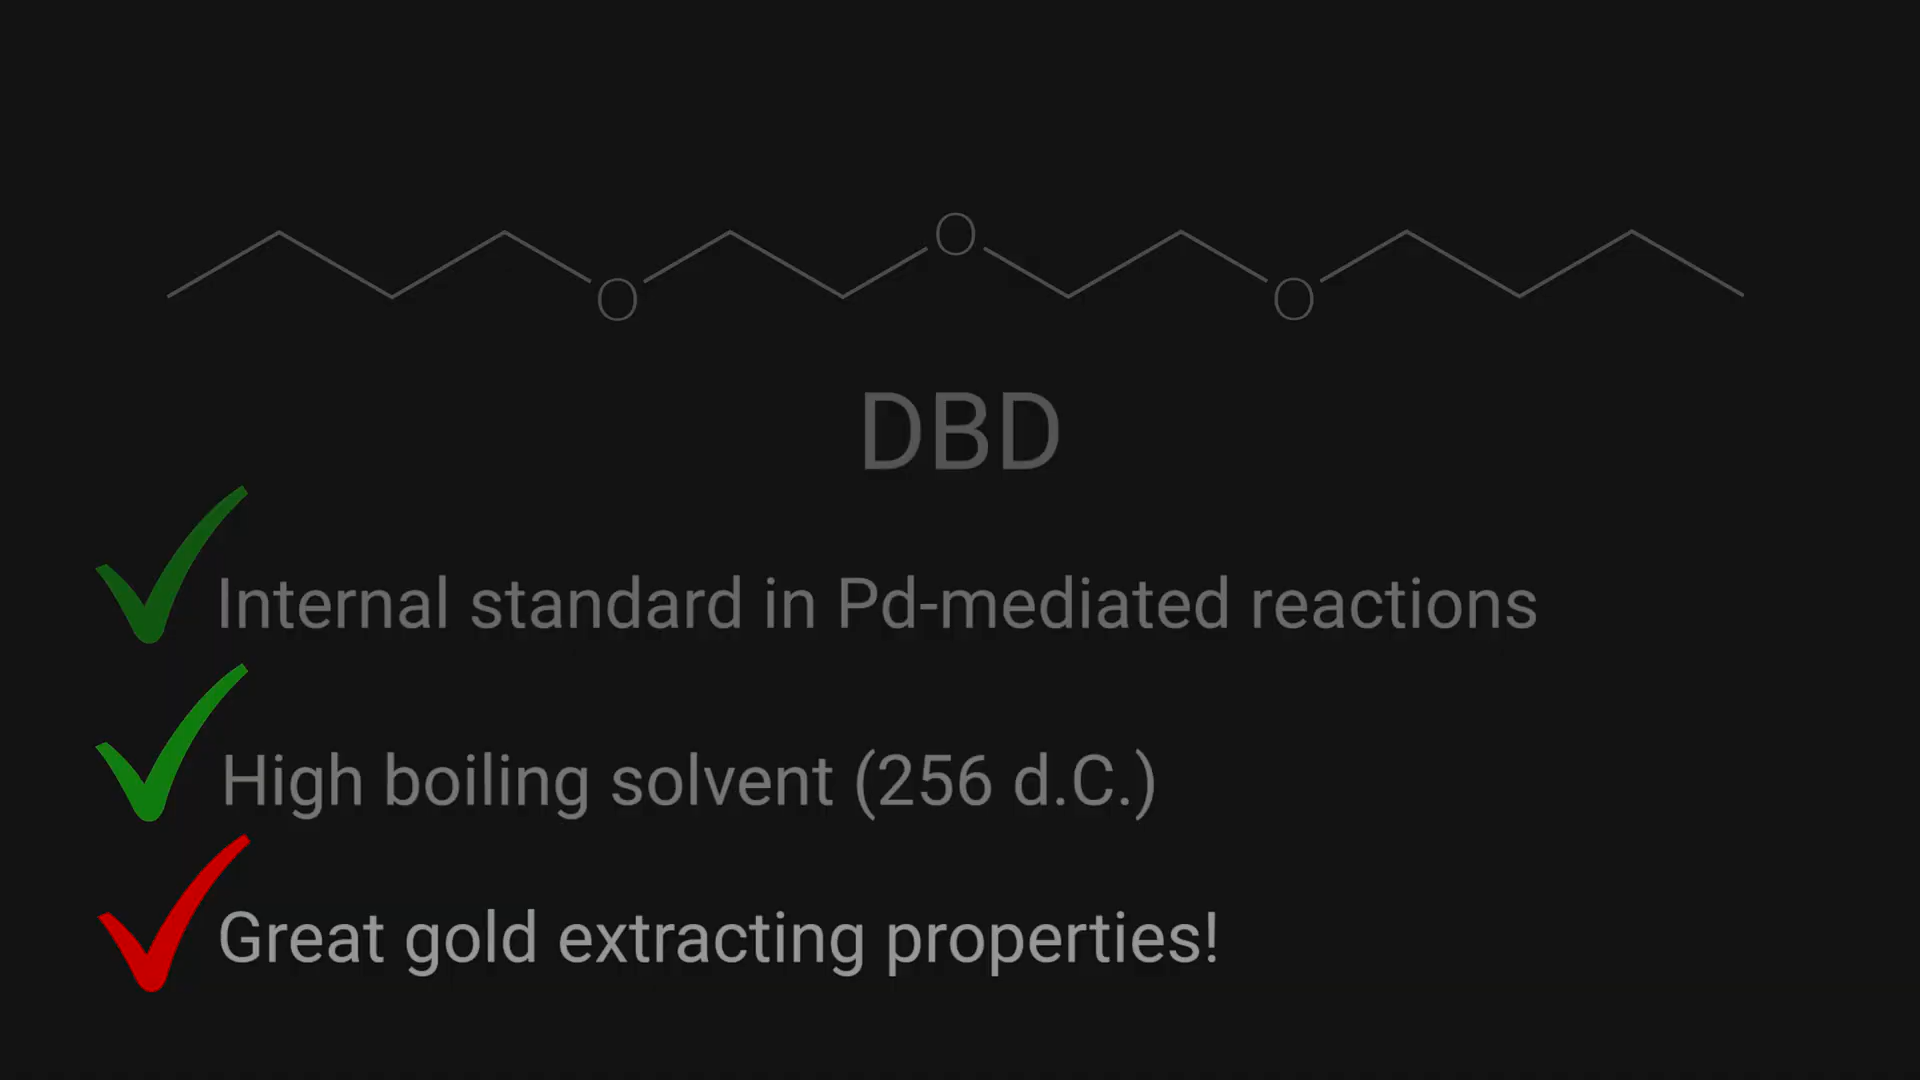 O
O
O
DBD
Internal standard in Pd-mediated reactions
High boiling solvent (256 d.C.)
Great gold extracting properties!